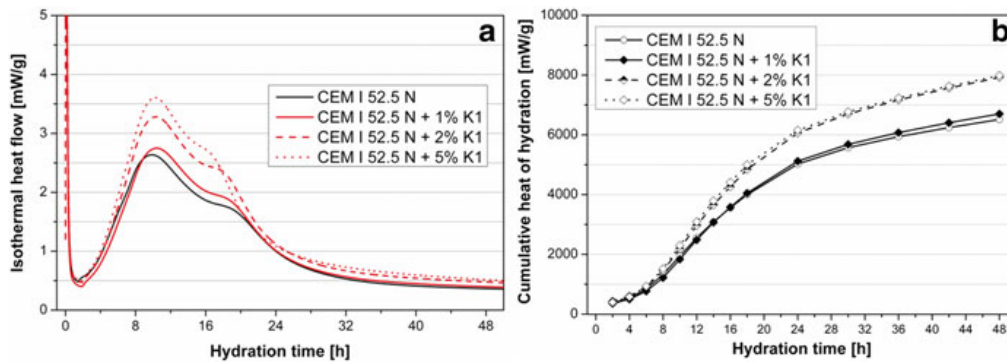 a
Isothermal heat flow [mW/g]
5
4
3
2
1
0
CEM I 52.5 N
CEM I 52.5 N + 1% K1
CEM I 52.5 N + 2% K1
CEM I 52.5 N + 5% K1
0 8 16 24 32 40 48
Hydration time [h]
b
Cumulative heat of hydration [mW/g]
10000
8000
6000
4000
2000
0
CEM I 52.5 N
CEM I 52.5 N + 1% K1
CEM I 52.5 N + 2% K1
CEM I 52.5 N + 5% K1
0 4 8 12 16 20 24 28 32 36 40 44 48
Hydration time [h]